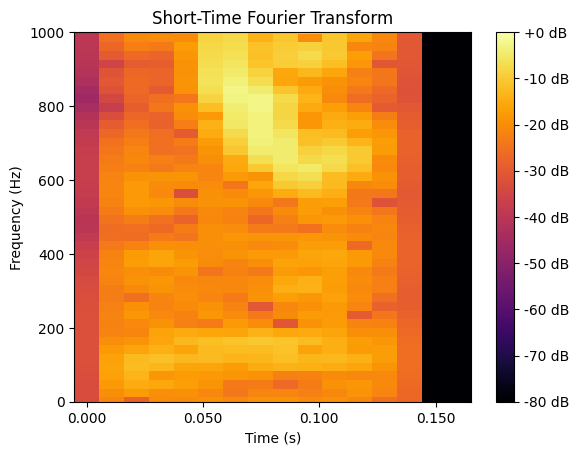 Short-Time Fourier Transform
1000
800
600
400
200
0
Frequency (Hz)
0.000
0.050
0.100
0.150
Time (s)
+0 dB
-10 dB
-20 dB
-30 dB
-40 dB
-50 dB
-60 dB
-70 dB
-80 dB